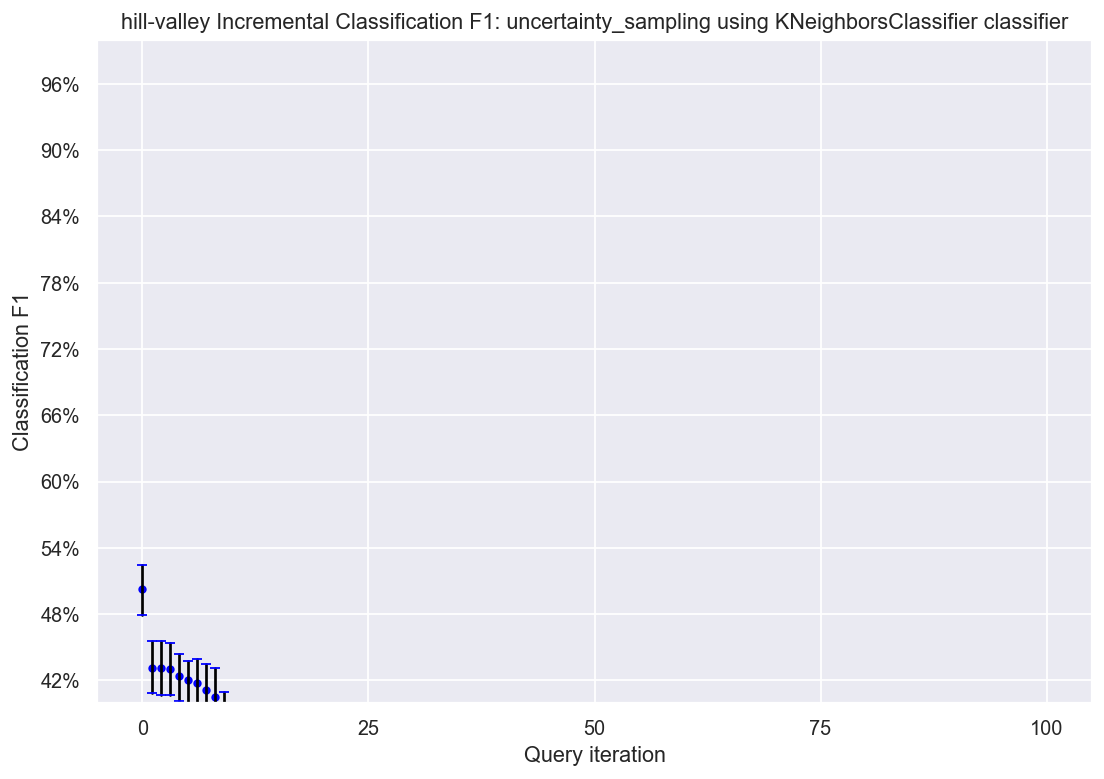 hill-valley Incremental Classification F1: uncertainty_sampling using KNeighborsClassifier classifier
Classification F1
96%
90%
84%
78%
72%
66%
60%
54%
48%
42%
0 25 50 75 100
Query iteration